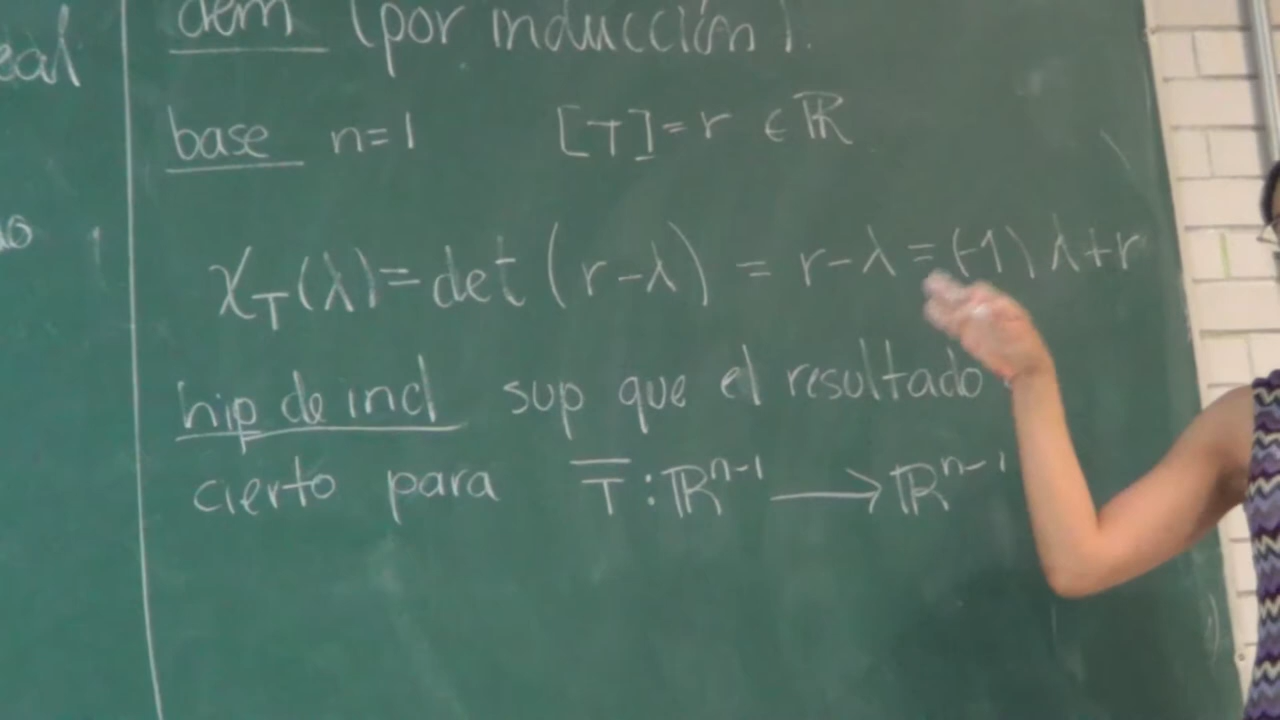 dem (por inducción).
base n=1 [T]=r ∈ ℝ
χ_T(λ)=det(r-λ) = r-λ=(-1)λ+r
hip de ind sup que el resultado
cierto para T̅:ℝⁿ⁻¹ → ℝⁿ⁻¹